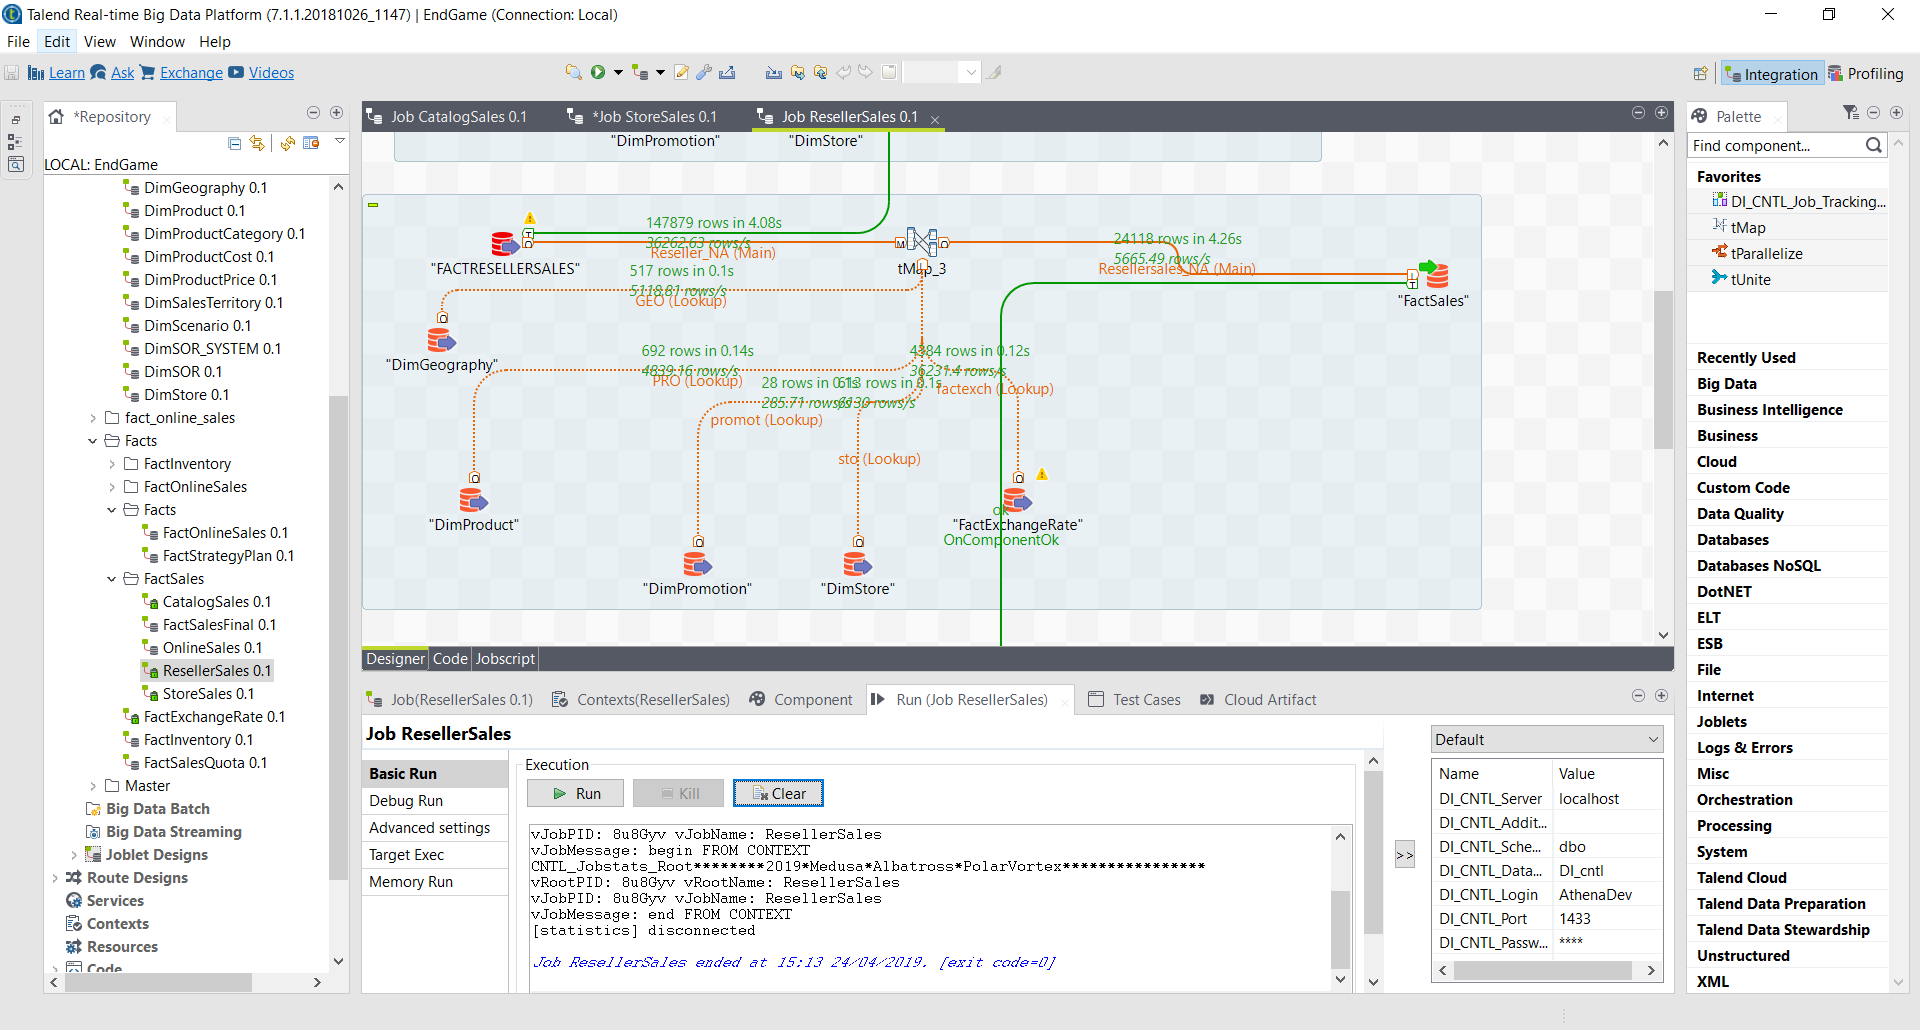 Talend Real-time Big Data Platform (7.1.1.20181026_1147) | EndGame (Connection: Local)
File Edit View Window Help
Learn Ask Exchange Videos
Integration Profiling
*Repository
LOCAL: EndGame
DimGeography 0.1
DimProduct 0.1
DimProductCategory 0.1
DimProductCost 0.1
DimProductPrice 0.1
DimSalesTerritory 0.1
DimScenario 0.1
DimSOR_SYSTEM 0.1
DimSOR 0.1
DimStore 0.1
fact_online_sales
Facts
FactInventory
FactOnlineSales
Facts
FactOnlineSales 0.1
FactStrategyPlan 0.1
FactSales
CatalogSales 0.1
FactSalesFinal 0.1
OnlineSales 0.1
ResellerSales 0.1
StoreSales 0.1
FactExchangeRate 0.1
FactInventory 0.1
FactSalesQuota 0.1
Master
Big Data Batch
Big Data Streaming
Joblet Designs
Route Designs
Services
Contexts
Resources
Code
Job CatalogSales 0.1 *Job StoreSales 0.1 Job ResellerSales 0.1
"DimPromotion" "DimStore"
147879 rows in 4.08s
36262.63 rows/s
Reseller_NA (Main)
"FACTRESELLERSALES"
tMap_3
24118 rows in 4.26s
5665.49 rows/s
Resellersales_NA (Main)
"FactSales"
517 rows in 0.1s
5118.81 rows/s
GEO (Lookup)
"DimGeography"
692 rows in 0.14s
4839.16 rows/s
PRO (Lookup)
4384 rows in 0.12s
36231.4 rows/s
factexch (Lookup)
28 rows in 0.1s
285.71 rows/s
613 rows in 0.1s
6130 rows/s
promot (Lookup)
sto (Lookup)
"DimProduct"
ok
"FactExchangeRate"
OnComponentOk
"DimPromotion" "DimStore"
Designer Code Jobscript
Job(ResellerSales 0.1) Contexts(ResellerSales) Component Run (Job ResellerSales) Test Cases Cloud Artifact
Job ResellerSales
Basic Run
Debug Run
Advanced settings
Target Exec
Memory Run
Execution
Run Kill Clear
vJobPID: 8u8Gyv vJobName: ResellerSales
vJobMessage: begin FROM CONTEXT
CNTL_Jobstats_Root********2019*Medusa*Albatross*PolarVortex****************
vRootPID: 8u8Gyv vRootName: ResellerSales
vJobPID: 8u8Gyv vJobName: ResellerSales
vJobMessage: end FROM CONTEXT
[statistics] disconnected
Job ResellerSales ended at 15:13 24/04/2019. [exit code=0]
>>
Default
Name Value
DI_CNTL_Server localhost
DI_CNTL_Addit...
DI_CNTL_Sche... dbo
DI_CNTL_Data... DI_cntl
DI_CNTL_Login AthenaDev
DI_CNTL_Port 1433
DI_CNTL_Passw... ****
Palette
Find component...
Favorites
DI_CNTL_Job_Tracking...
tMap
tParallelize
tUnite
Recently Used
Big Data
Business Intelligence
Business
Cloud
Custom Code
Data Quality
Databases
Databases NoSQL
DotNET
ELT
ESB
File
Internet
Joblets
Logs & Errors
Misc
Orchestration
Processing
System
Talend Cloud
Talend Data Preparation
Talend Data Stewardship
Unstructured
XML